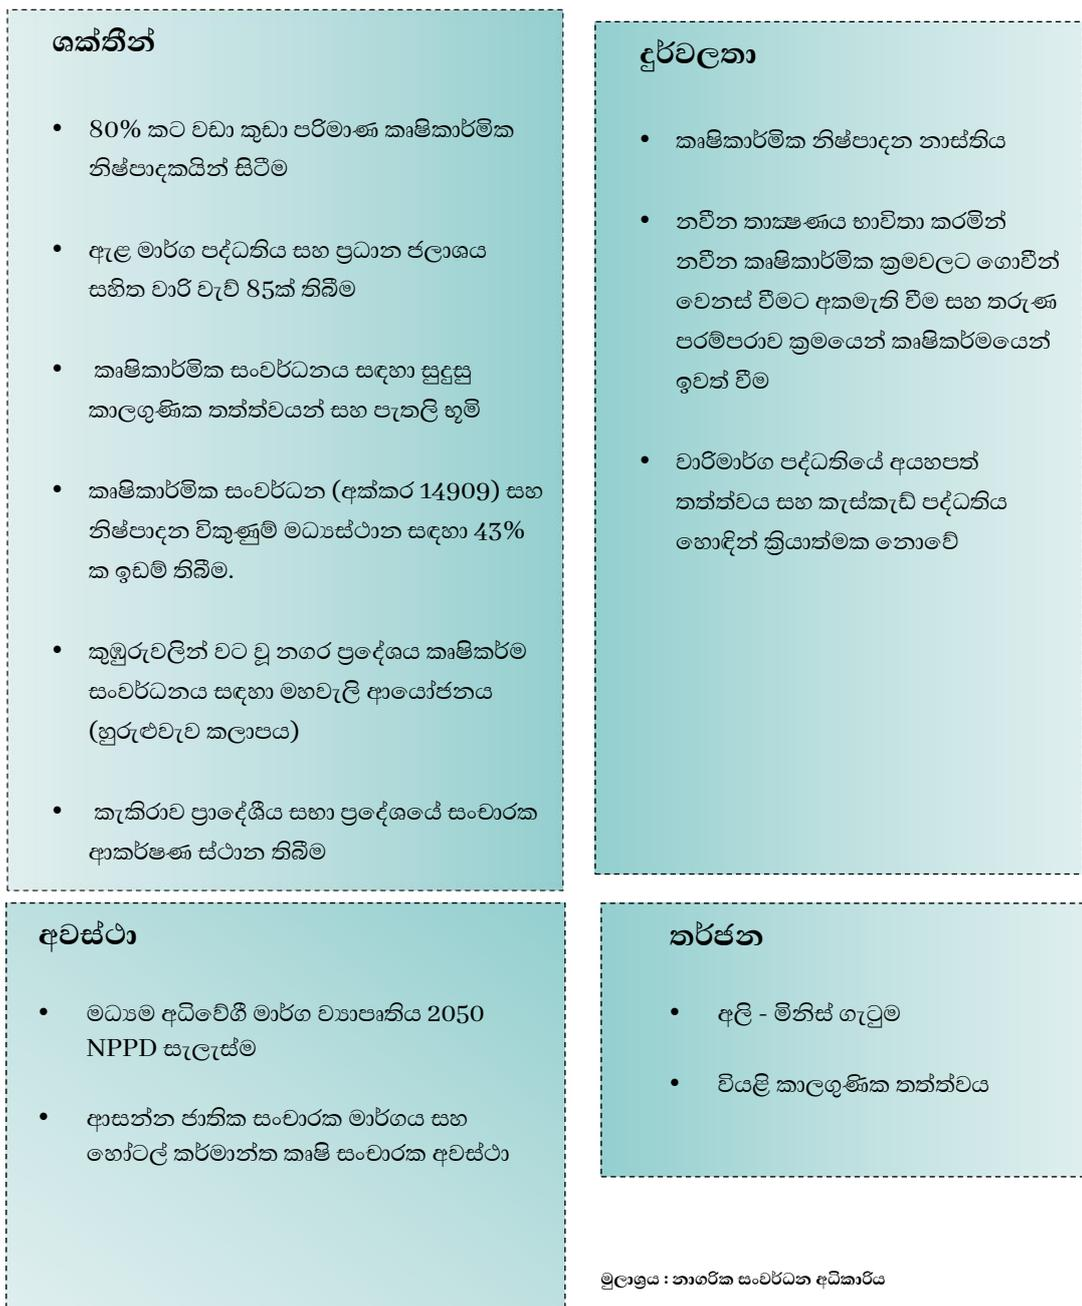 ශක්තීන්
• 80% කට වඩා කුඩා පරිමාණ කෘෂිකාර්මික
නිෂ්පාදකයින් සිටීම
• ඇළ මාර්ග පද්ධතිය සහ ප්‍රධාන ජලාශය
සහිත වාරි වැව් 85ක් තිබීම
• කෘෂිකාර්මික සංවර්ධනය සඳහා සුදුසු
කාලගුණික තත්ත්වයන් සහ පැතලි භූමි
• කෘෂිකාර්මික සංවර්ධන (අක්කර 14909) සහ
නිෂ්පාදන විකුණුම් මධ්‍යස්ථාන සඳහා 43%
ක ඉඩම් තිබීම.
• කුඹුරුවලින් වට වූ නගර ප්‍රදේශය කෘෂිකර්ම
සංවර්ධනය සඳහා මහවැලි ආයෝජනය
(හුරුළුවැව කලාපය)
• කැකිරාව ප්‍රාදේශීය සභා ප්‍රදේශයේ සංචාරක
ආකර්ෂණ ස්ථාන තිබීම
දුර්වලතා
• කෘෂිකාර්මික නිෂ්පාදන නාස්තිය
• නවීන තාක්‍ෂණය භාවිතා කරමින්
නවීන කෘෂිකාර්මික ක්‍රමවලට ගොවීන්
වෙනස් වීමට අකමැති වීම සහ තරුණ
පරම්පරාව ක්‍රමයෙන් කෘෂිකර්මයෙන්
ඉවත් වීම
• වාරිමාර්ග පද්ධතියේ අයහපත්
තත්ත්වය සහ කැස්කැඩ් පද්ධතිය
හොඳින් ක්‍රියාත්මක නොවේ
අවස්ථා
• මධ්‍යම අධිවේගී මාර්ග ව්‍යාපෘතිය 2050
NPPD සැලැස්ම
• ආසන්න ජාතික සංචාරක මාර්ගය සහ
හෝටල් කර්මාන්ත කෘෂි සංචාරක අවස්ථා
තර්ජන
• අලි - මිනිස් ගැටුම
• වියළි කාලගුණික තත්ත්වය
මුලාශ්‍රය : නාගරික සංවර්ධන අධිකාරිය